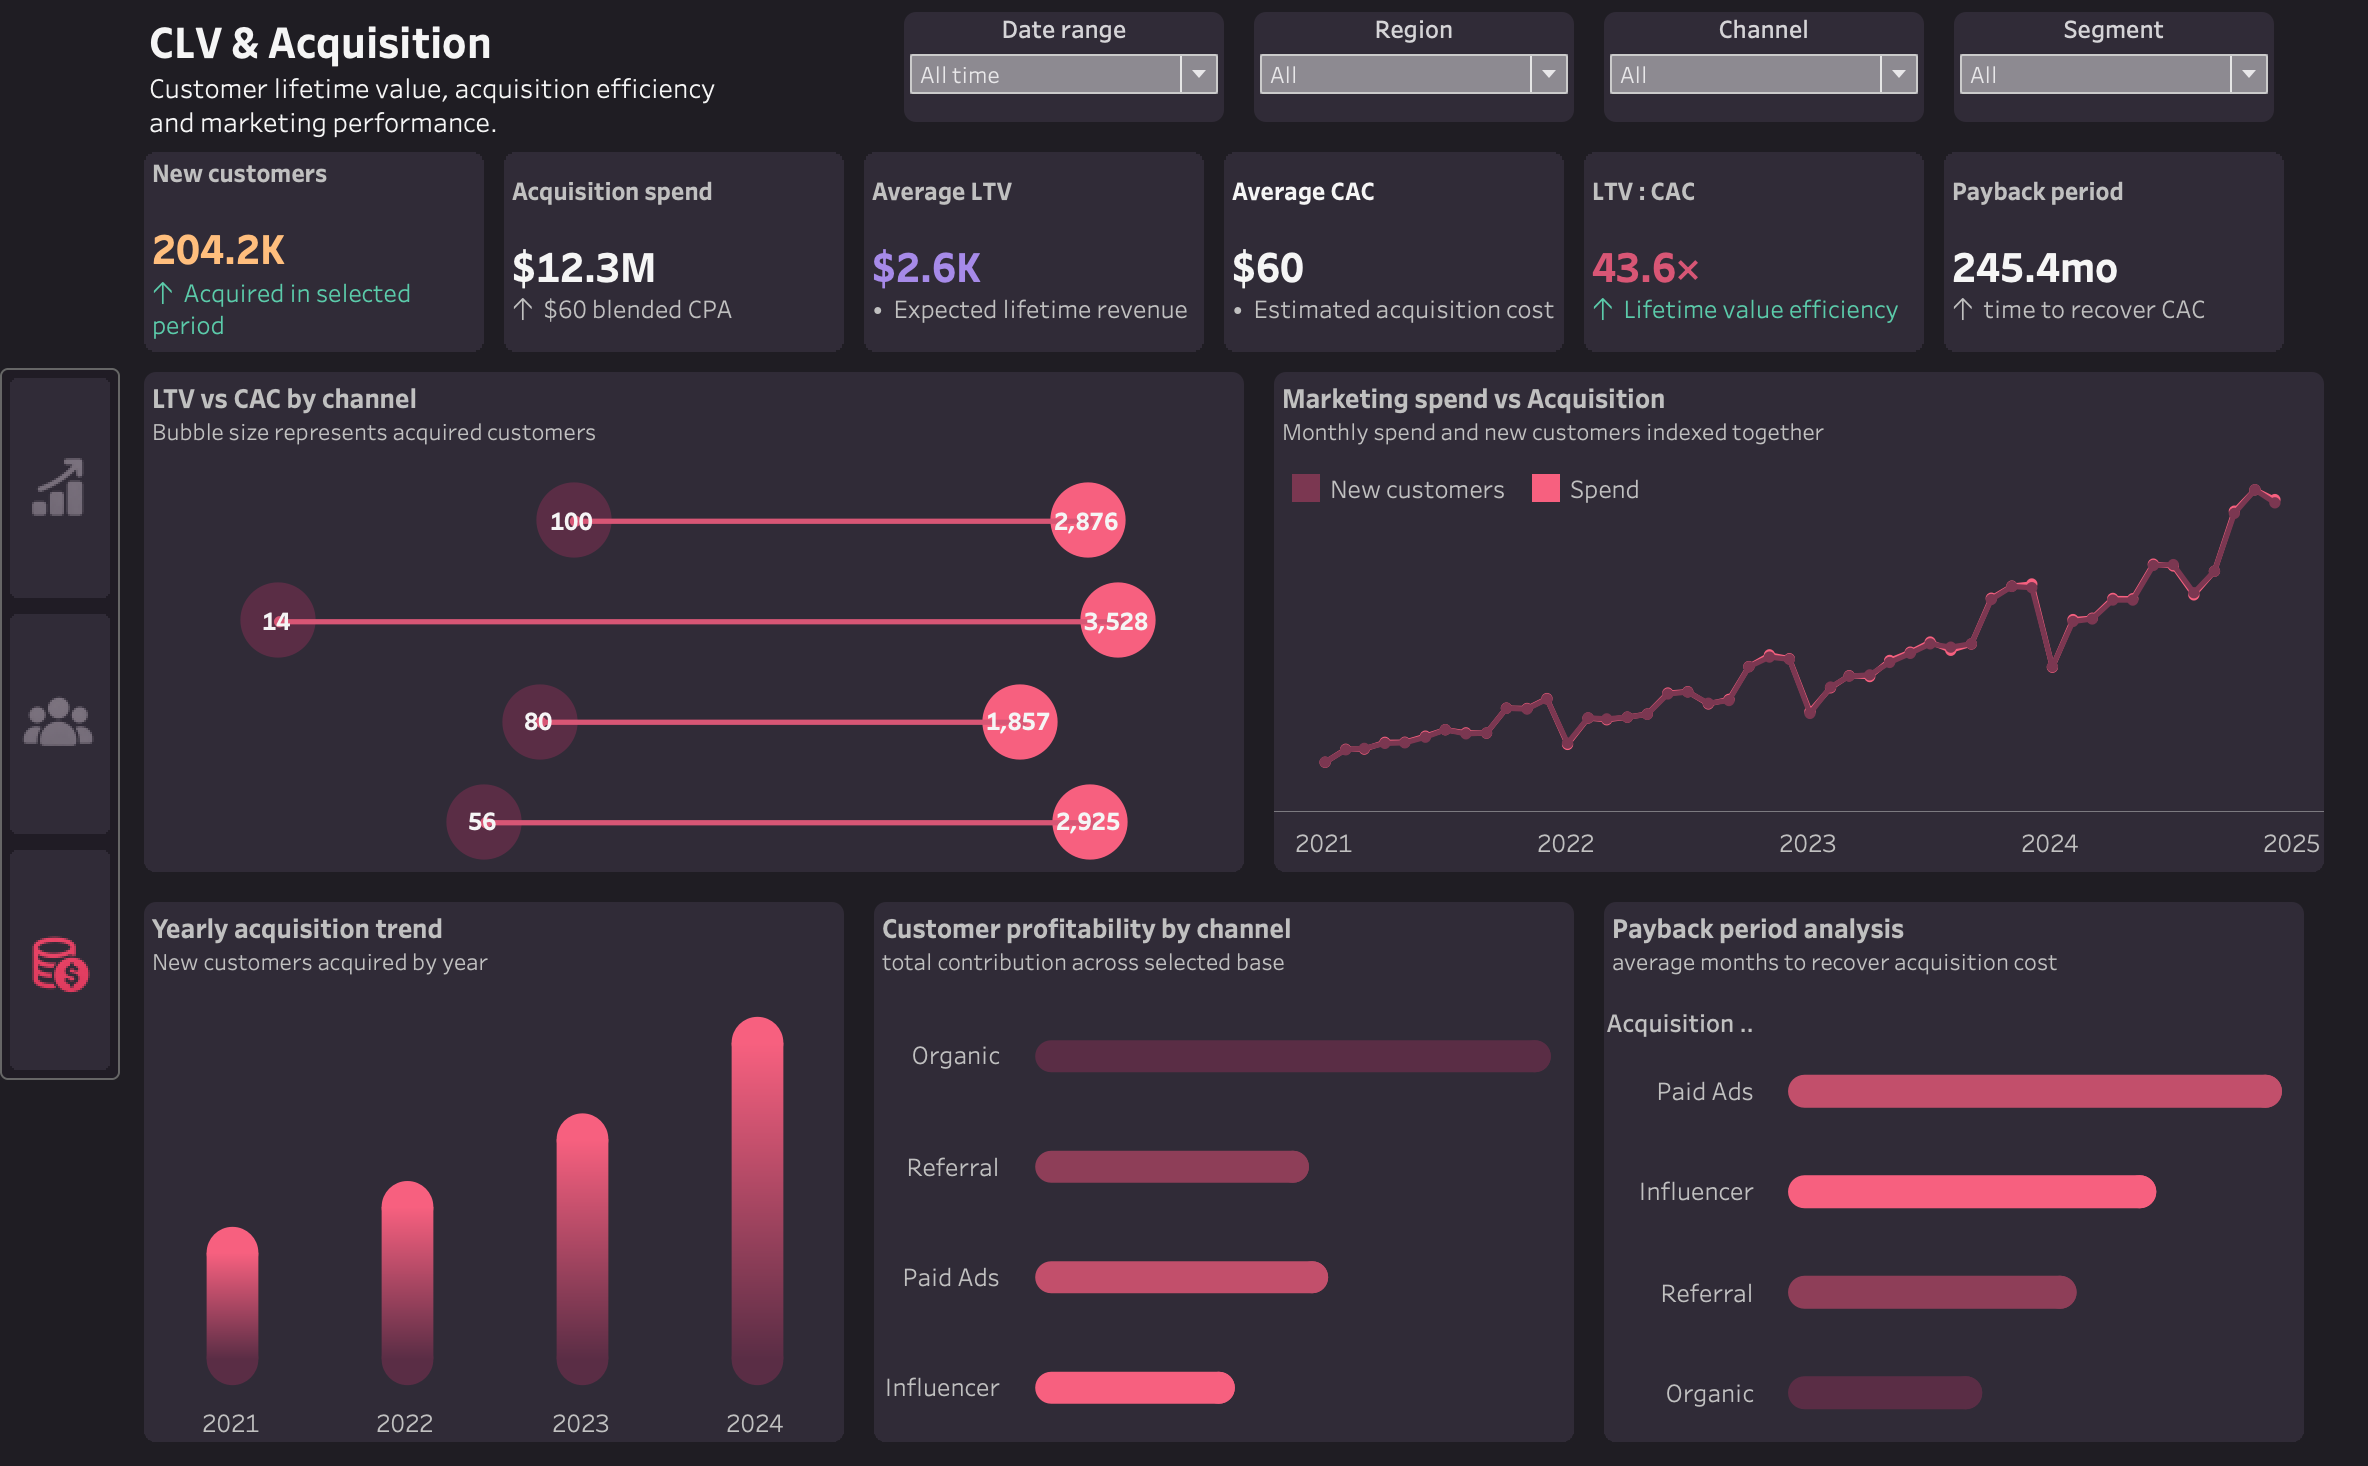 CLV & Acquisition
Customer lifetime value, acquisition efficiency
and marketing performance.
Date range
All time
Region
All
Channel
All
Segment
All
New customers
204.2K
↑ Acquired in selected
period
Acquisition spend
$12.3M
↑ $60 blended CPA
Average LTV
$2.6K
• Expected lifetime revenue
Average CAC
$60
• Estimated acquisition cost
LTV : CAC
43.6×
↑ Lifetime value efficiency
Payback period
245.4mo
↑ time to recover CAC
LTV vs CAC by channel
Bubble size represents acquired customers
100 2,876
14 3,528
80 1,857
56 2,925
Marketing spend vs Acquisition
Monthly spend and new customers indexed together
New customers Spend
2021 2022 2023 2024 2025
Yearly acquisition trend
New customers acquired by year
2021 2022 2023 2024
Customer profitability by channel
total contribution across selected base
Organic
Referral
Paid Ads
Influencer
Payback period analysis
average months to recover acquisition cost
Acquisition ..
Paid Ads
Influencer
Referral
Organic